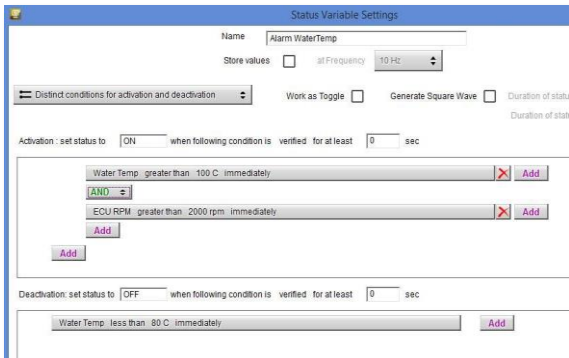 Status Variable Settings
Name Alarm WaterTemp
Store values at Frequency 10 Hz
Distinct conditions for activation and deactivation Work as Toggle Generate Square Wave Duration of statu
Duration of stat
Activation : set status to ON when following condition is verified for at least 0 sec
Water Temp greater than 100 C immediately Add
AND
ECU RPM greater than 2000 rpm immediately Add
Add
Add
Deactivation: set status to OFF when following condition is verified for at least 0 sec
Water Temp less than 80 C immediately Add